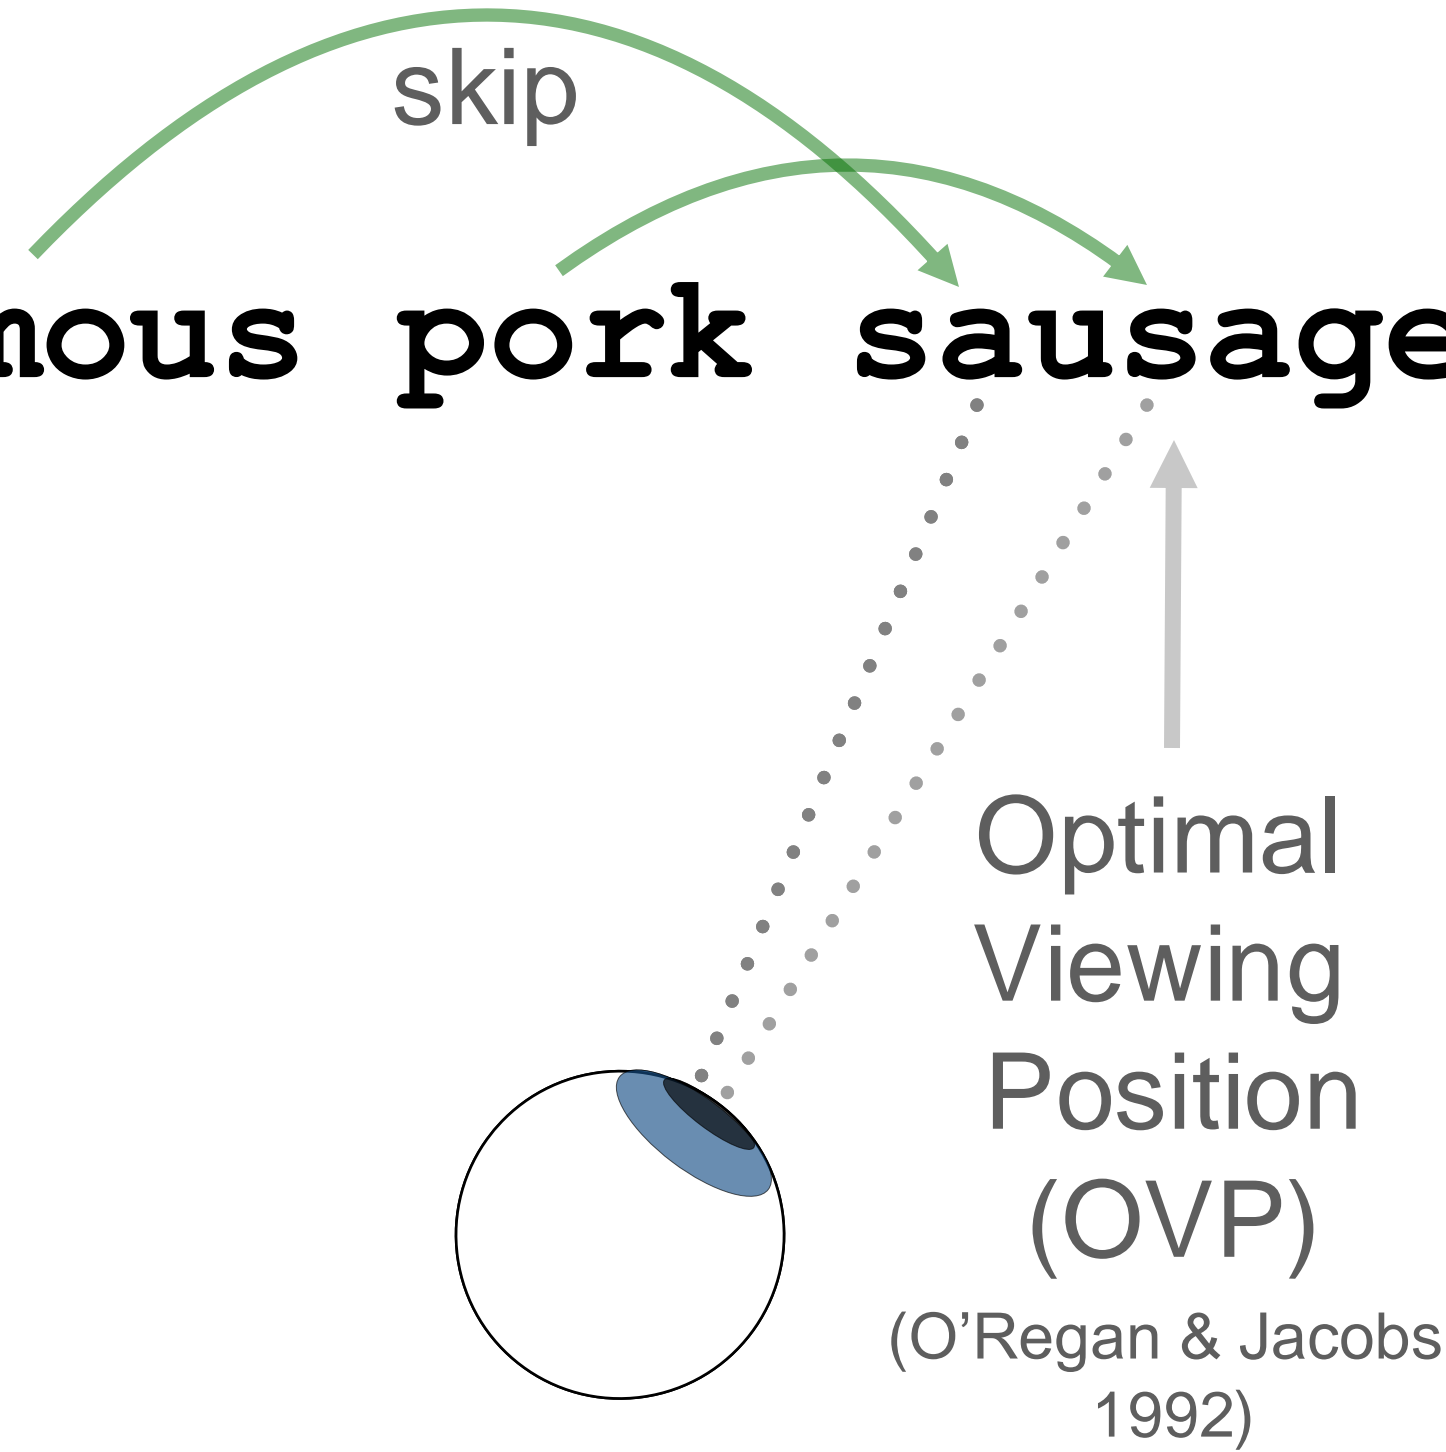 skip
mous pork sausage
Optimal
Viewing
Position
(OVP)
(O’Regan & Jacobs
1992)